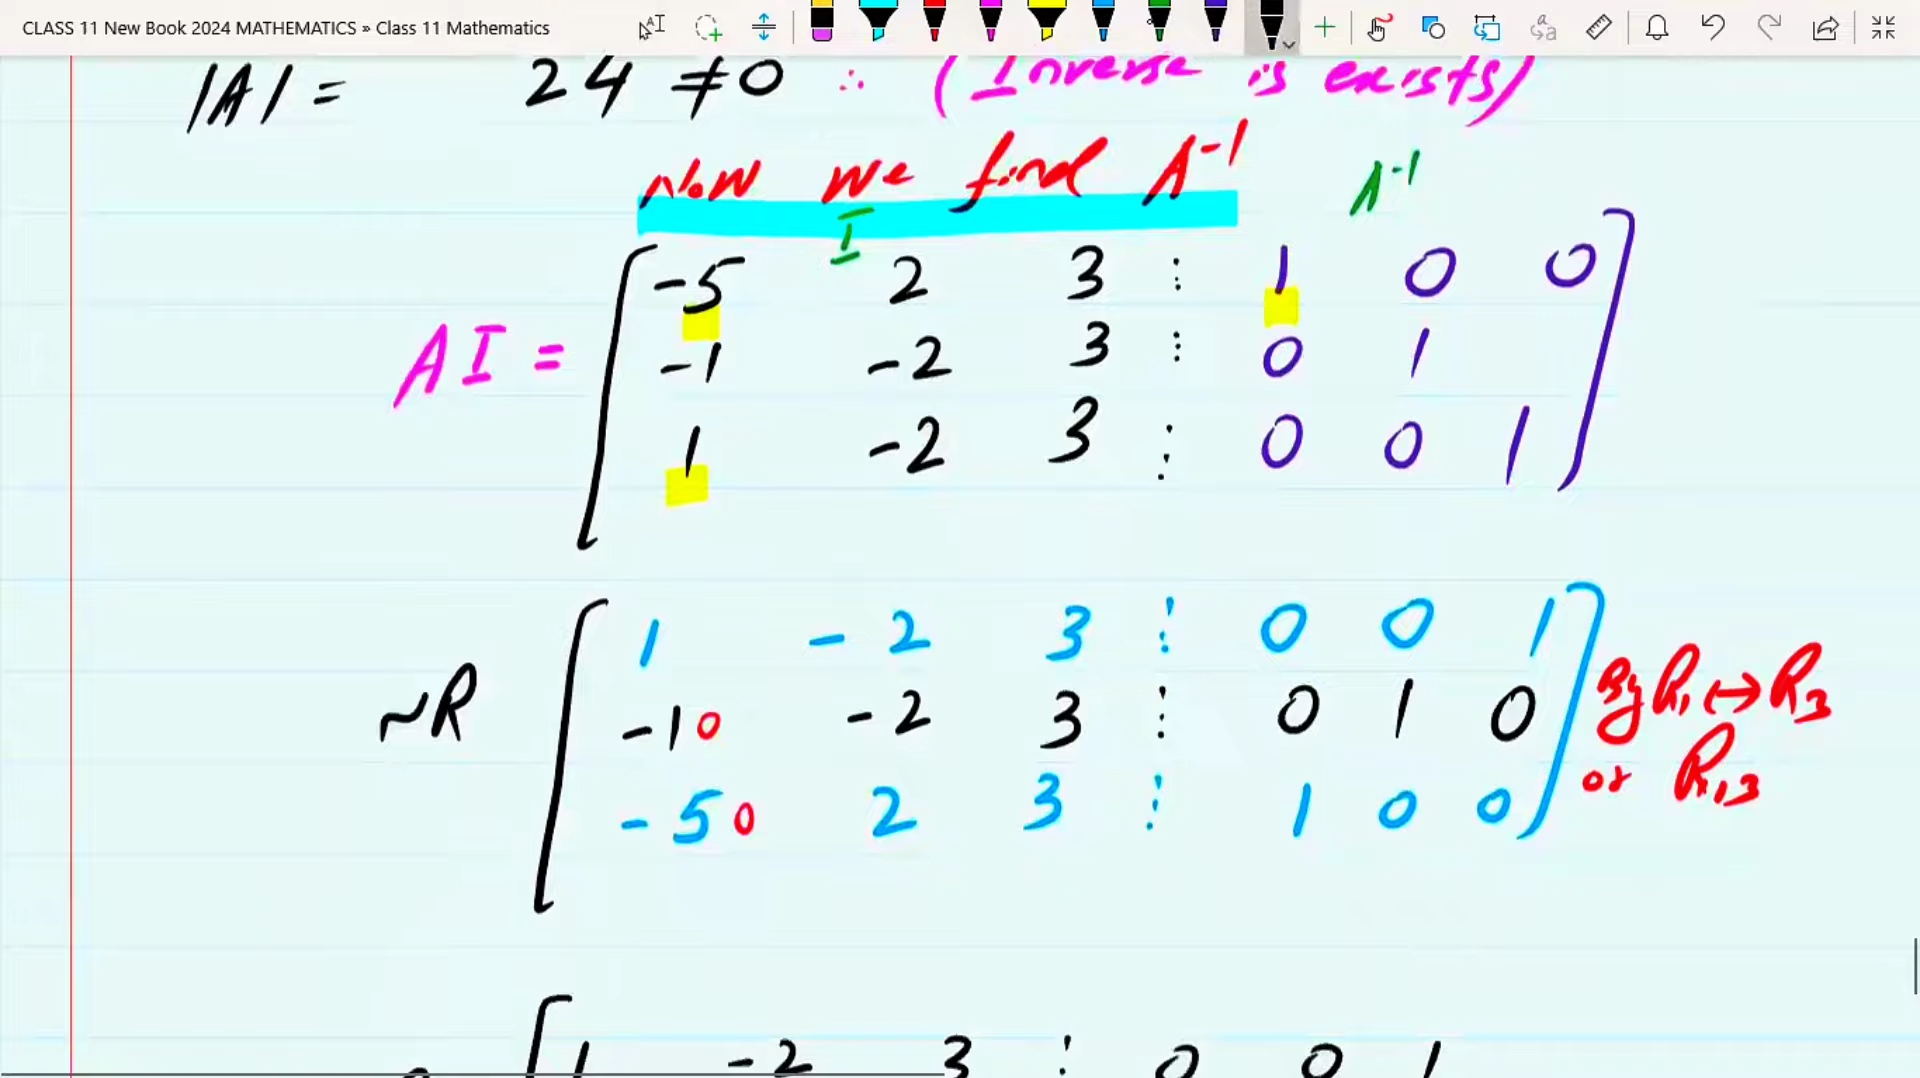 CLASS 11 New Book 2024 MATHEMATICS » Class 11 Mathematics
|A| = 24 ≠ 0 ∴ (Inverse is exists)
Now we find A⁻¹
I A⁻¹
-5 2 3 ⋮ 1 0 0
AI = -1 -2 3 ⋮ 0 1
1 -2 3 ⋮ 0 0 1
1 -2 3 ⋮ 0 0 1
~R -1 0 -2 3 ⋮ 0 1 0 By R₁ ↔ R₃
-5 0 2 3 ⋮ 1 0 0 or R₁₃
1 -2 3 ⋮ 0 0 1